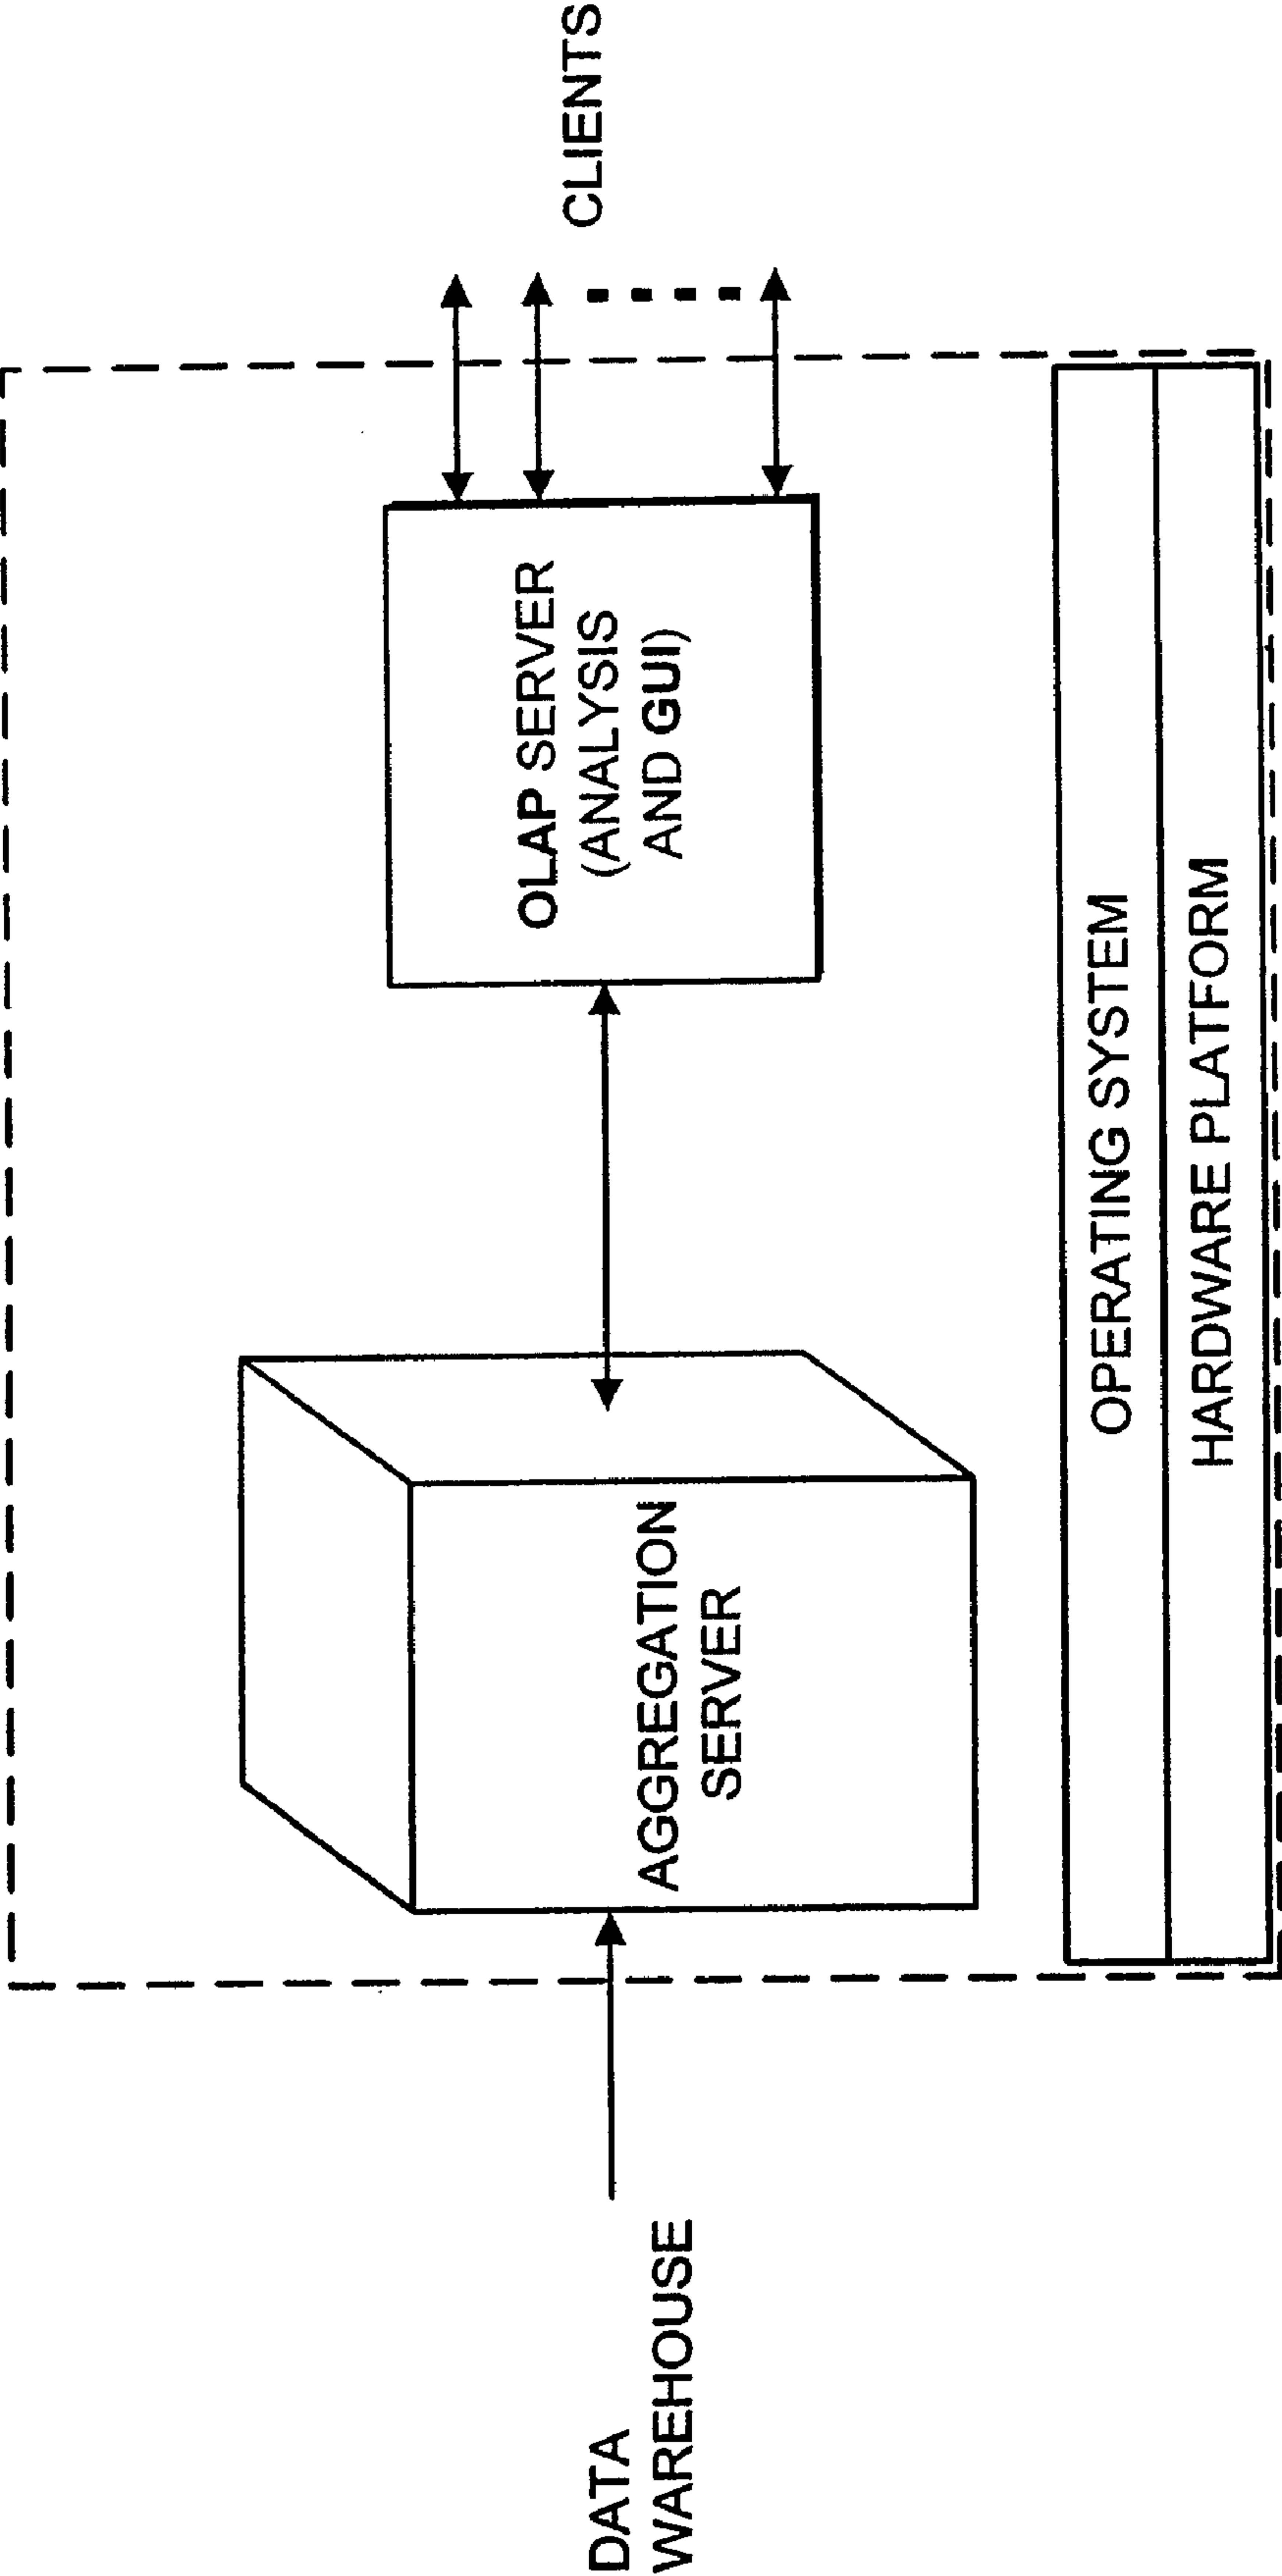 DATA
WAREHOUSE
AGGREGATION
SERVER
OLAP SERVER
(ANALYSIS
AND GUI)
CLIENTS
OPERATING SYSTEM
HARDWARE PLATFORM